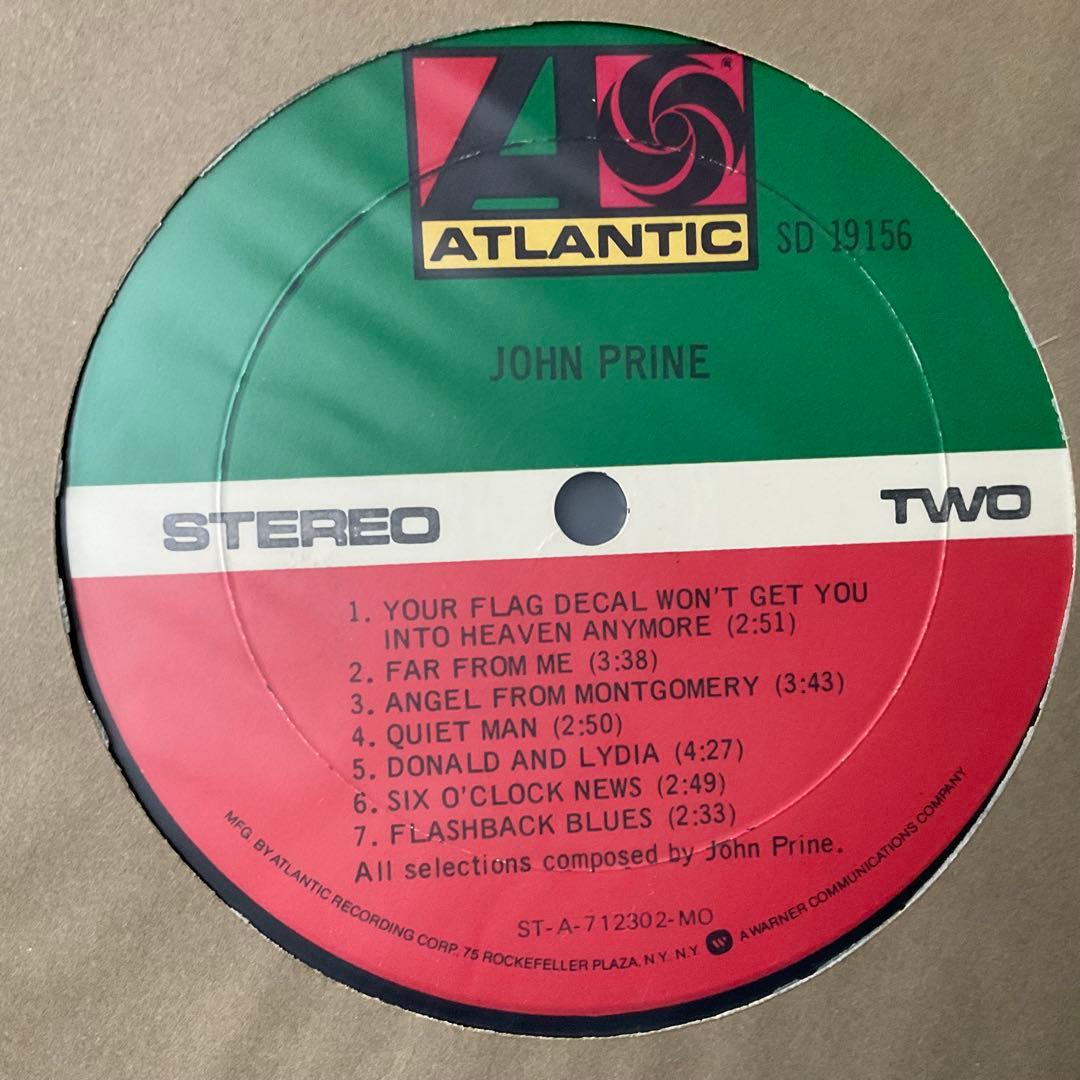 ATLANTIC
SD 19156
JOHN PRINE
STEREO
TWO
1. YOUR FLAG DECAL WON'T GET YOU
INTO HEAVEN ANYMORE (2:51)
2. FAR FROM ME (3:38)
3. ANGEL FROM MONTGOMERY (3:43)
4. QUIET MAN (2:50)
5. DONALD AND LYDIA (4:27)
6. SIX O'CLOCK NEWS (2:49)
7. FLASHBACK BLUES (2:33)
All selections composed by John Prine.
ST-A-712302-MO
MFG. BY ATLANTIC RECORDING CORP. 75 ROCKEFELLER PLAZA, N.Y. N.Y. A WARNER COMMUNICATIONS COMPANY